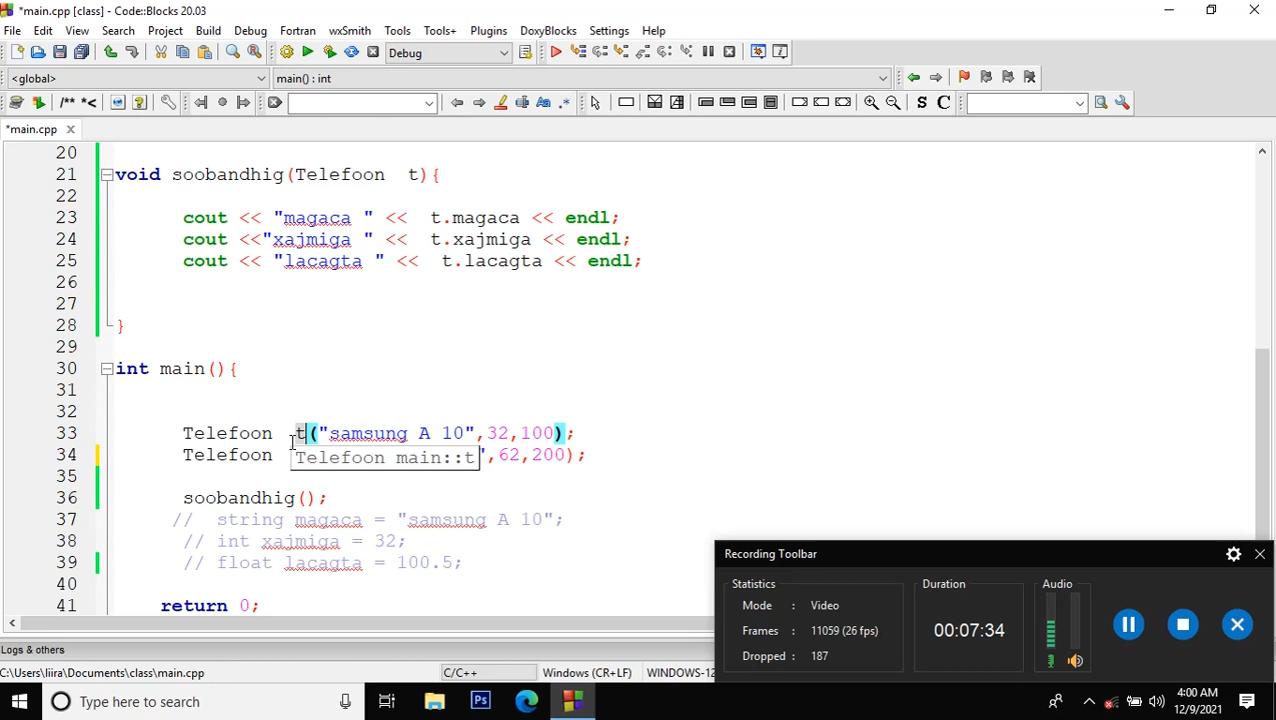 *main.cpp [class] - Code::Blocks 20.03
File Edit View Search Project Build Debug Fortran wxSmith Tools Tools+ Plugins DoxyBlocks Settings Help
Debug
<global> main() : int
/** *< Aa .* S C
*main.cpp
20
21 void soobandhig(Telefoon t){
22
23 cout << "magaca " << t.magaca << endl;
24 cout <<"xajmiga " << t.xajmiga << endl;
25 cout << "lacagta " << t.lacagta << endl;
26
27
28 }
29
30 int main(){
31
32
33 Telefoon t("samsung A 10",32,100);
34 Telefoon ",62,200);
Telefoon main::t
35
36 soobandhig();
37 // string magaca = "samsung A 10";
38 // int xajmiga = 32;
39 // float lacagta = 100.5;
40
41 return 0;
Recording Toolbar
Statistics Duration Audio
Mode : Video
Frames : 11059 (26 fps)
00:07:34
Dropped : 187
Logs & others
C:\Users\liira\Documents\class\main.cpp C/C++ Windows (CR+LF) WINDOWS-12
Type here to search
Ps
4:00 AM
12/9/2021